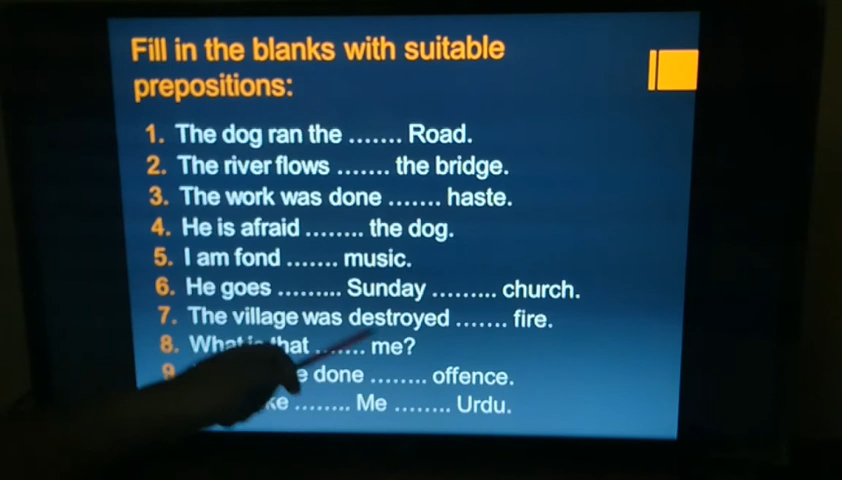 Fill in the blanks with suitable
prepositions:
1. The dog ran the ....... Road.
2. The river flows ....... the bridge.
3. The work was done ....... haste.
4. He is afraid ........ the dog.
5. I am fond ....... music.
6. He goes ......... Sunday ......... church.
7. The village was destroyed ....... fire.
8. What is that ....... me?
9. done ........ offence.
........ Me ........ Urdu.